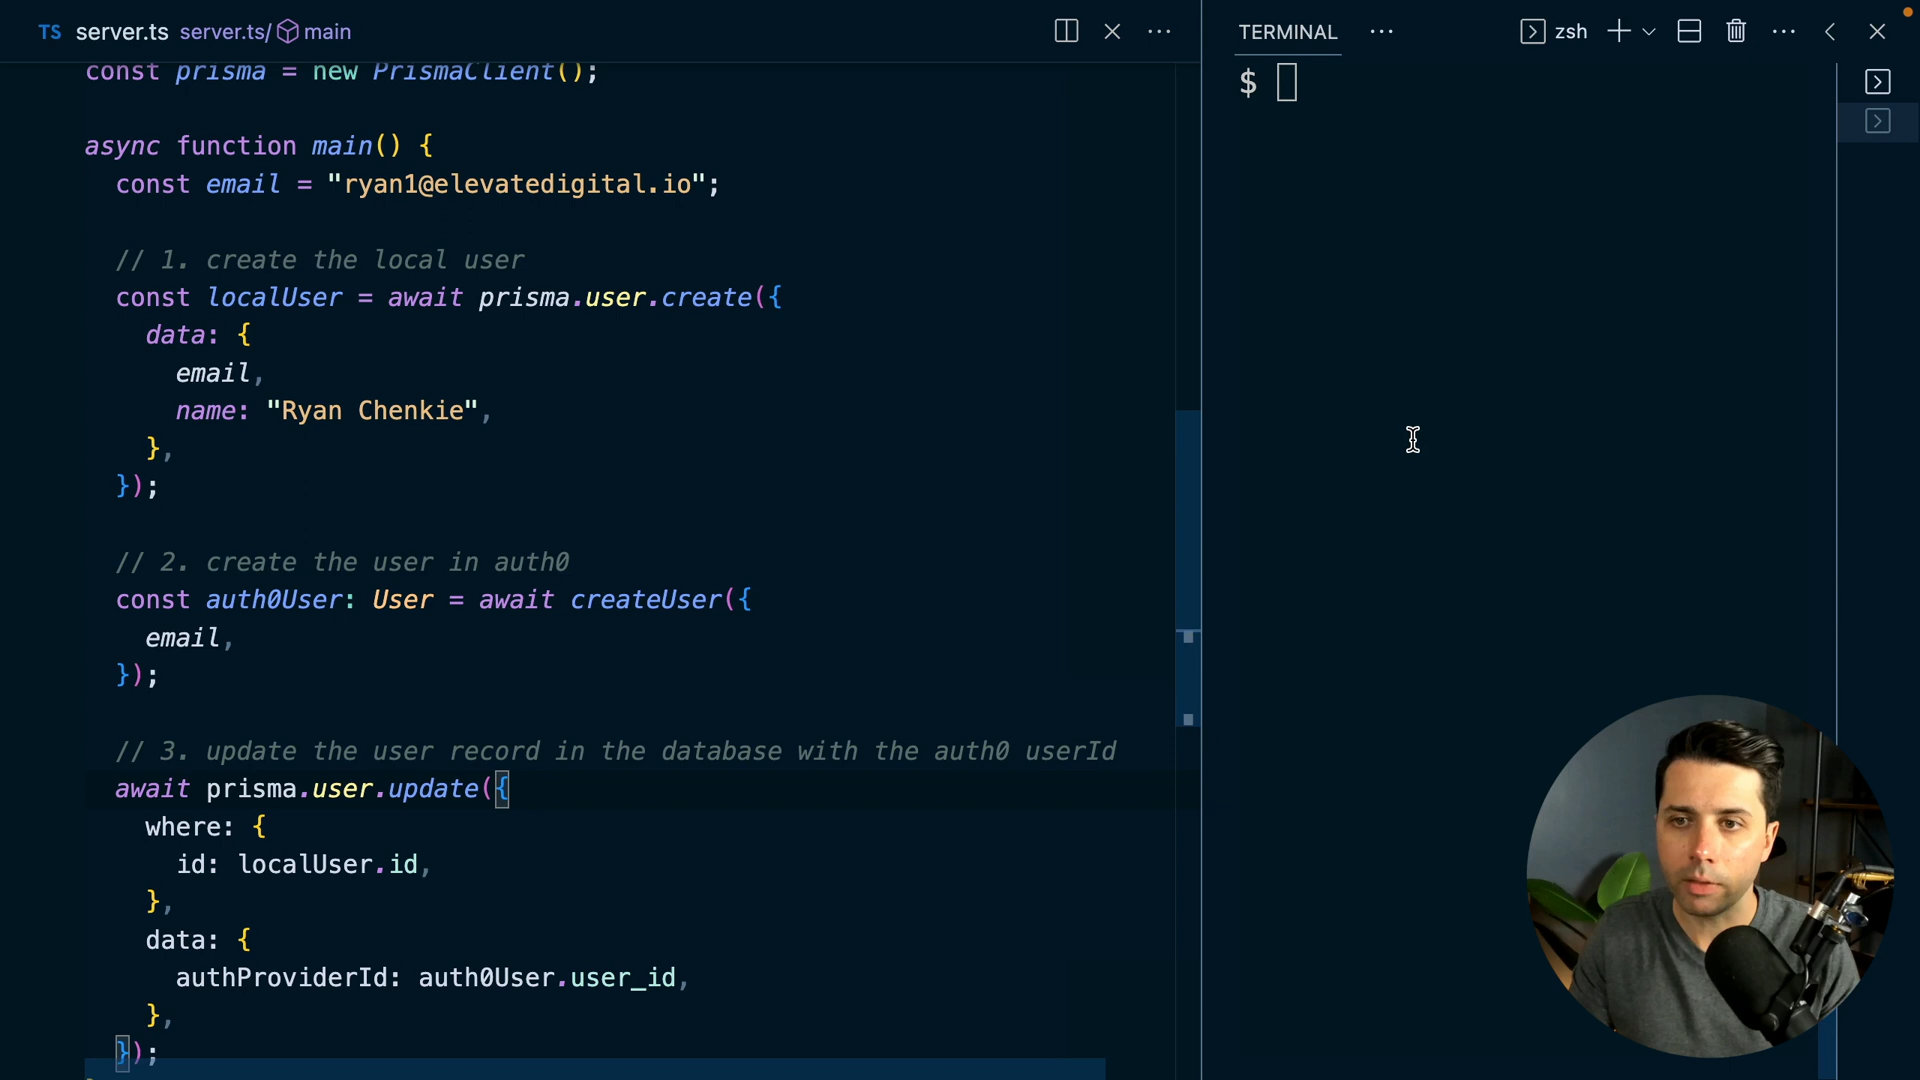 TS server.ts server.ts/ main
const prisma = new PrismaClient();
async function main() {
const email = "ryan1@elevatedigital.io";
// 1. create the local user
const localUser = await prisma.user.create({
data: {
email,
name: "Ryan Chenkie",
},
});
// 2. create the user in auth0
const auth0User: User = await createUser({
email,
});
// 3. update the user record in the database with the auth0 userId
await prisma.user.update({
where: {
id: localUser.id,
},
data: {
authProviderId: auth0User.user_id,
},
});
TERMINAL
zsh
$